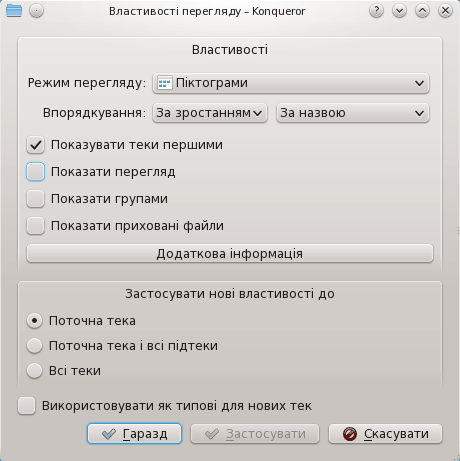 Властивості перегляду – Konqueror
Властивості
Режим перегляду: Піктограми
Впорядкування: За зростанням За назвою
Показувати теки першими
Показати перегляд
Показати групами
Показати приховані файли
Додаткова інформація
Застосувати нові властивості до
Поточна тека
Поточна тека і всі підтеки
Всі теки
Використовувати як типові для нових тек
Гаразд Застосувати Скасувати